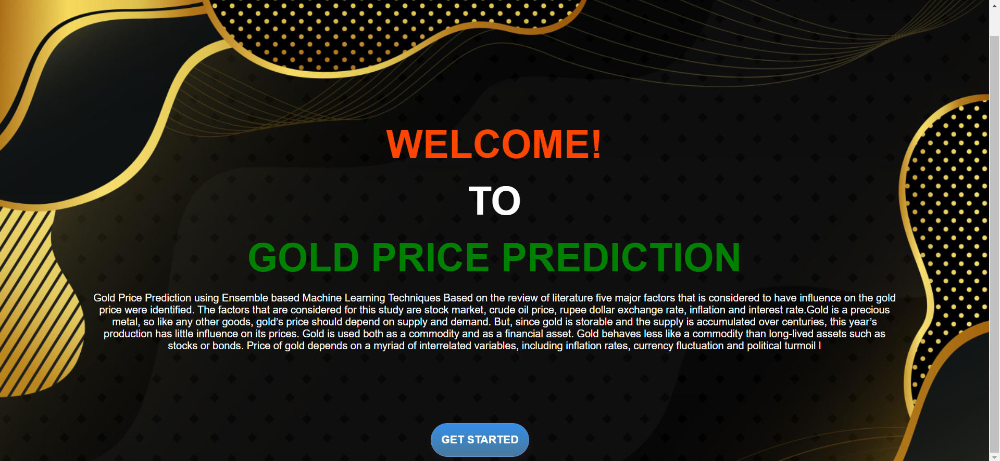 WELCOME!
TO
GOLD PRICE PREDICTION
Gold Price Prediction using Ensemble based Machine Learning Techniques Based on the review of literature five major factors that is considered to have influence on the gold
price were identified. The factors that are considered for this study are stock market, crude oil price, rupee dollar exchange rate, inflation and interest rate.Gold is a precious
metal, so like any other goods, gold’s price should depend on supply and demand. But, since gold is storable and the supply is accumulated over centuries, this year’s
production has little influence on its prices. Gold is used both as a commodity and as a financial asset. Gold behaves less like a commodity than long-lived assets such as
stocks or bonds. Price of gold depends on a myriad of interrelated variables, including inflation rates, currency fluctuation and political turmoil l
GET STARTED